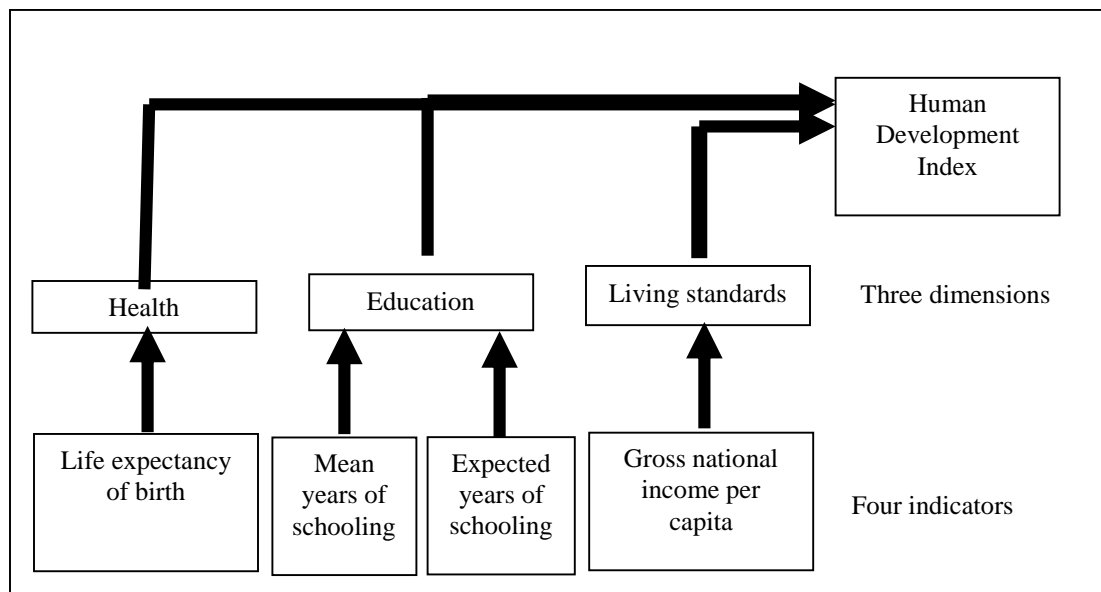 Human
Development
Index
Health
Education
Living standards
Three dimensions
Life expectancy
of birth
Mean
years of
schooling
Expected
years of
schooling
Gross national
income per
capita
Four indicators